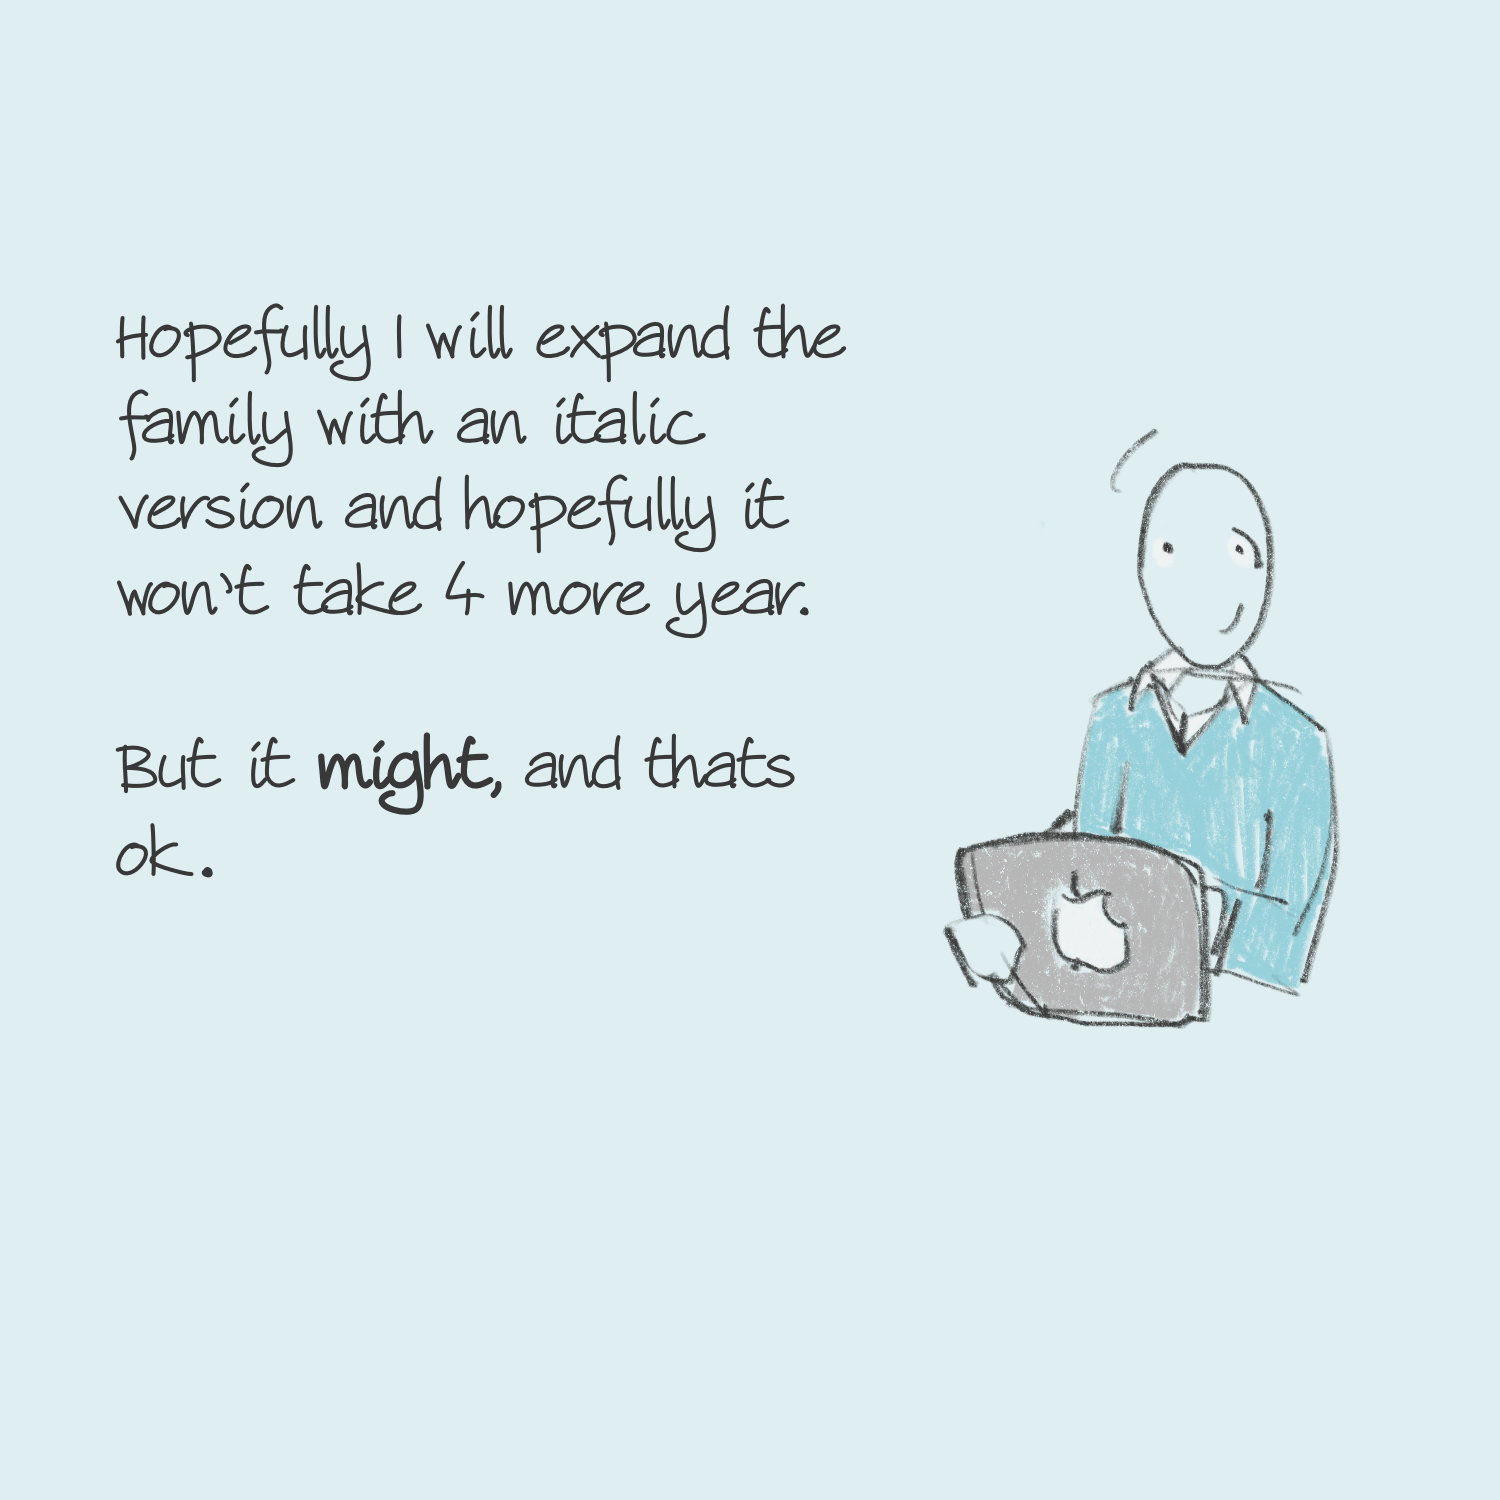 Hopefully I will expand the
family with an italic
version and hopefully it
won't take 4 more year.
But it might, and thats
ok.